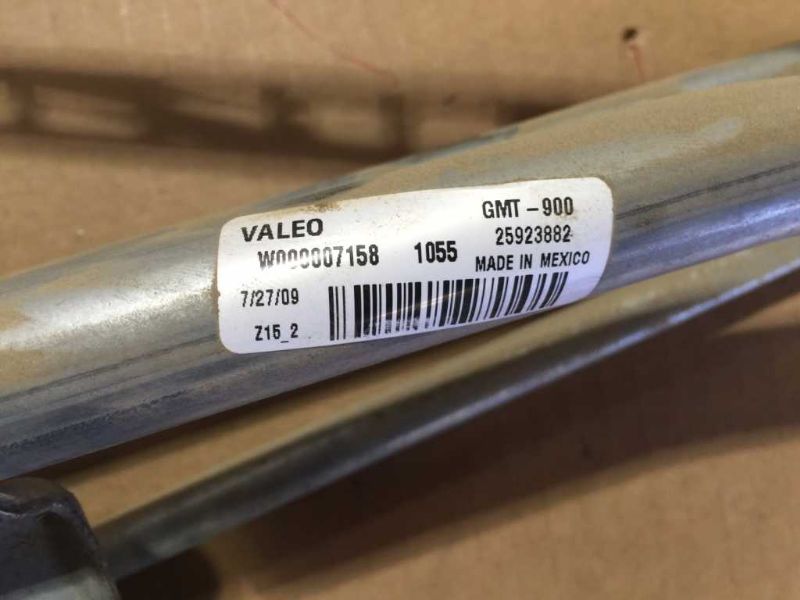 VALEO GMT-900
W000007158 1055 25923882
7/27/09 MADE IN MEXICO
Z15_2